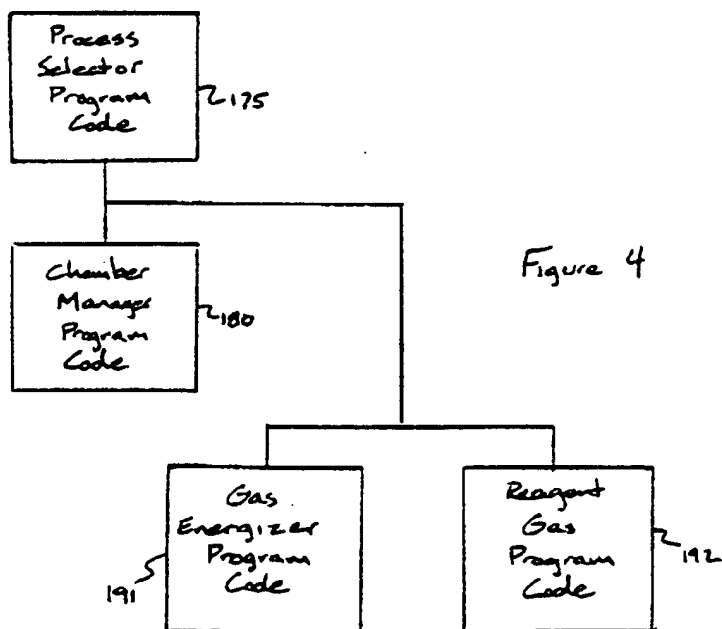 Process
Selector
Program
Code
175
Chamber
Manager
Program
Code
180
Figure 4
Gas
Energizer
Program
Code
191
Reagent
Gas
Program
Code
192